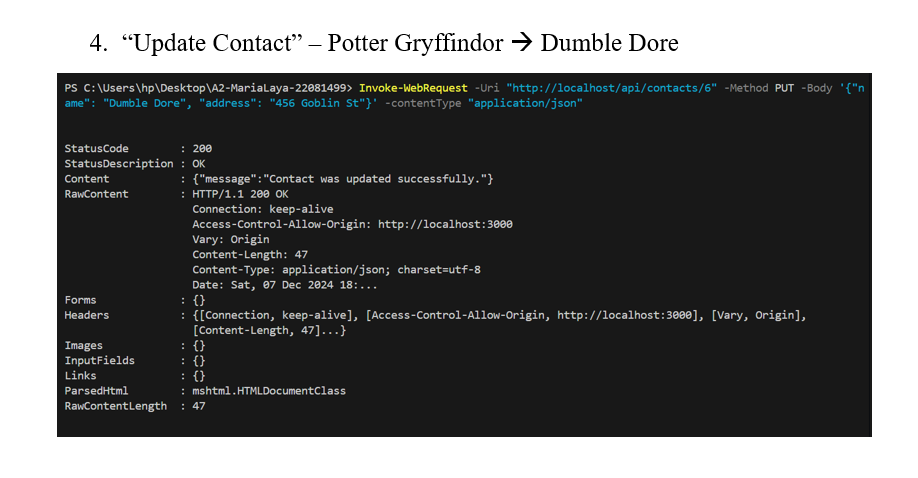 4. “Update Contact” – Potter Gryffindor → Dumble Dore
PS C:\Users\hp\Desktop\A2-MariaLaya-22081499> Invoke-WebRequest -Uri "http://localhost/api/contacts/6" -Method PUT -Body '{"n
ame": "Dumble Dore", "address": "456 Goblin St"}' -contentType "application/json"
StatusCode : 200
StatusDescription : OK
Content : {"message":"Contact was updated successfully."}
RawContent : HTTP/1.1 200 OK
Connection: keep-alive
Access-Control-Allow-Origin: http://localhost:3000
Vary: Origin
Content-Length: 47
Content-Type: application/json; charset=utf-8
Date: Sat, 07 Dec 2024 18:...
Forms : {}
Headers : {[Connection, keep-alive], [Access-Control-Allow-Origin, http://localhost:3000], [Vary, Origin],
[Content-Length, 47]...}
Images : {}
InputFields : {}
Links : {}
ParsedHtml : mshtml.HTMLDocumentClass
RawContentLength : 47